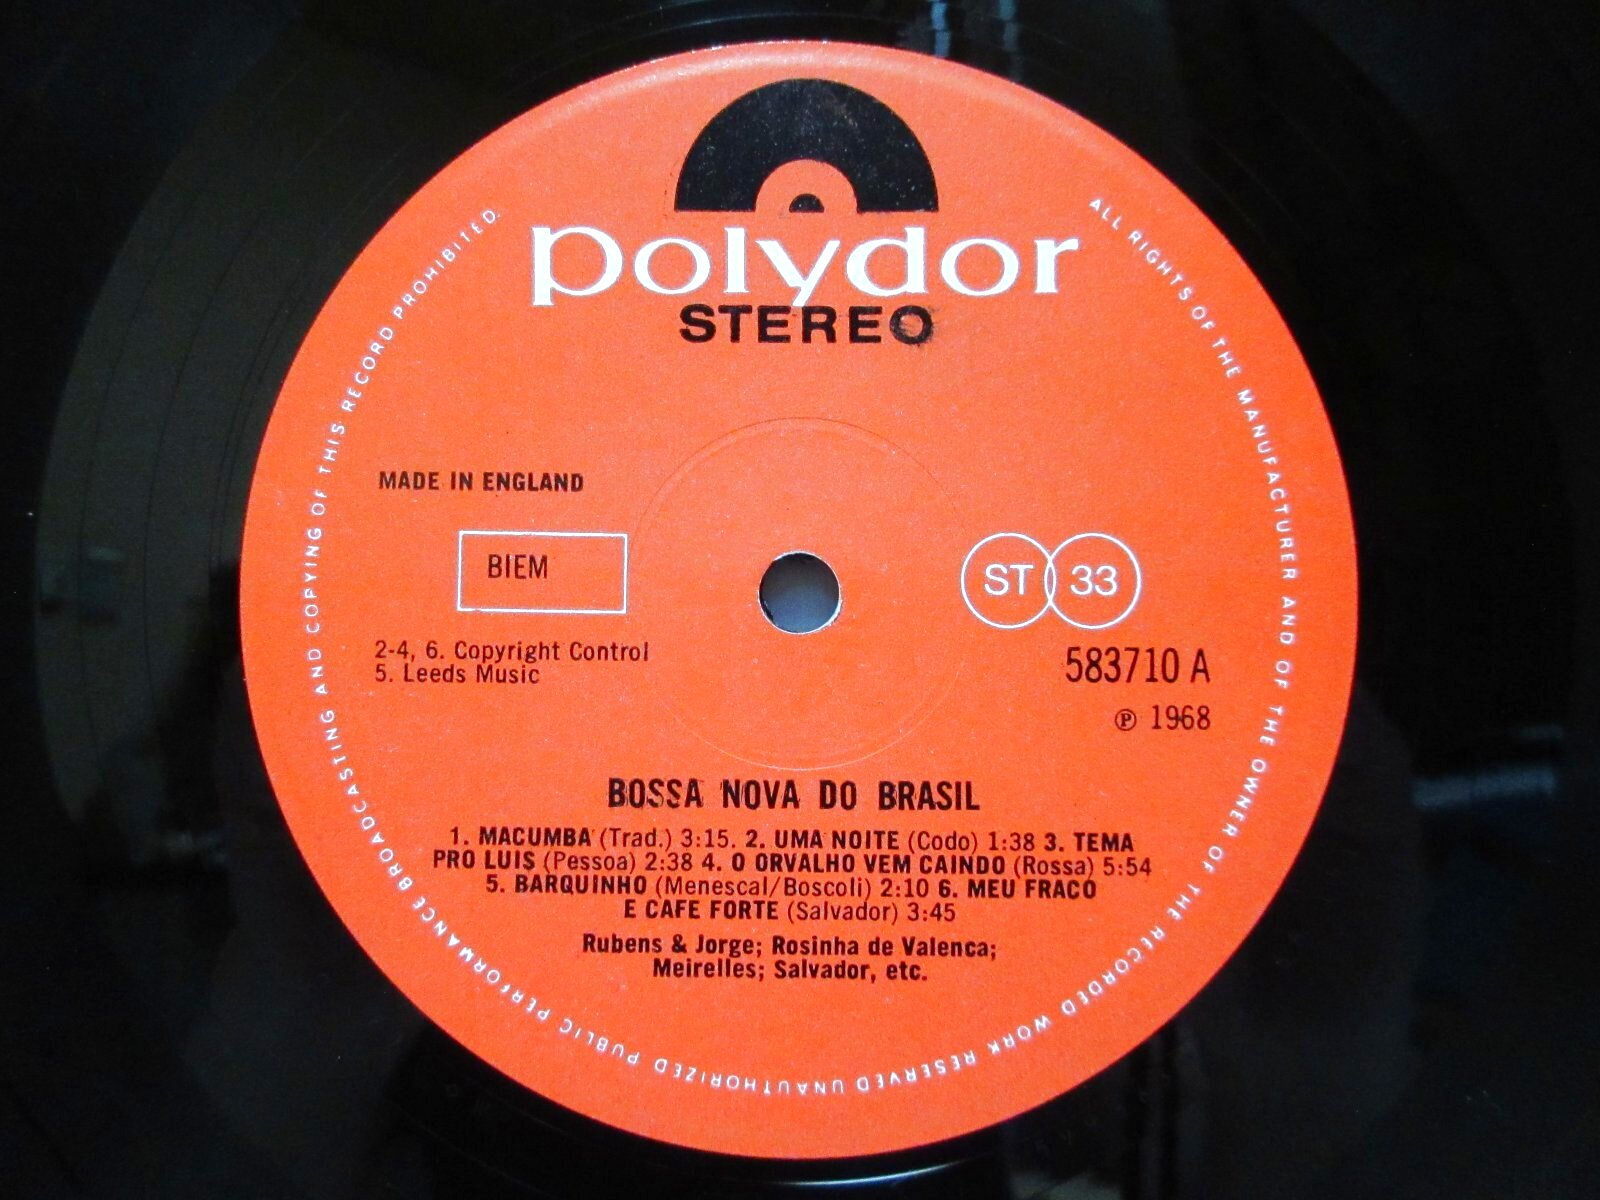 polydor
STEREO
ALL RIGHTS OF THE MANUFACTURER AND OF THE OWNER OF THE RECORDED WORK RESERVED UNAUTHORIZED PUBLIC PERFORMANCE BROADCASTING AND COPYING OF THIS RECORD PROHIBITED.
MADE IN ENGLAND
BIEM
ST 33
2-4, 6. Copyright Control
5. Leeds Music
583710 A
℗ 1968
BOSSA NOVA DO BRASIL
1. MACUMBA (Trad.) 3:15. 2. UMA NOITE (Codo) 1:38 3. TEMA
PRO LUIS (Pessoa) 2:38 4. O ORVALHO VEM CAINDO (Rossa) 5:54
5. BARQUINHO (Menescal/Boscoli) 2:10 6. MEU FRACO
E CAFE FORTE (Salvador) 3:45
Rubens & Jorge; Rosinha de Valenca;
Meirelles; Salvador, etc.